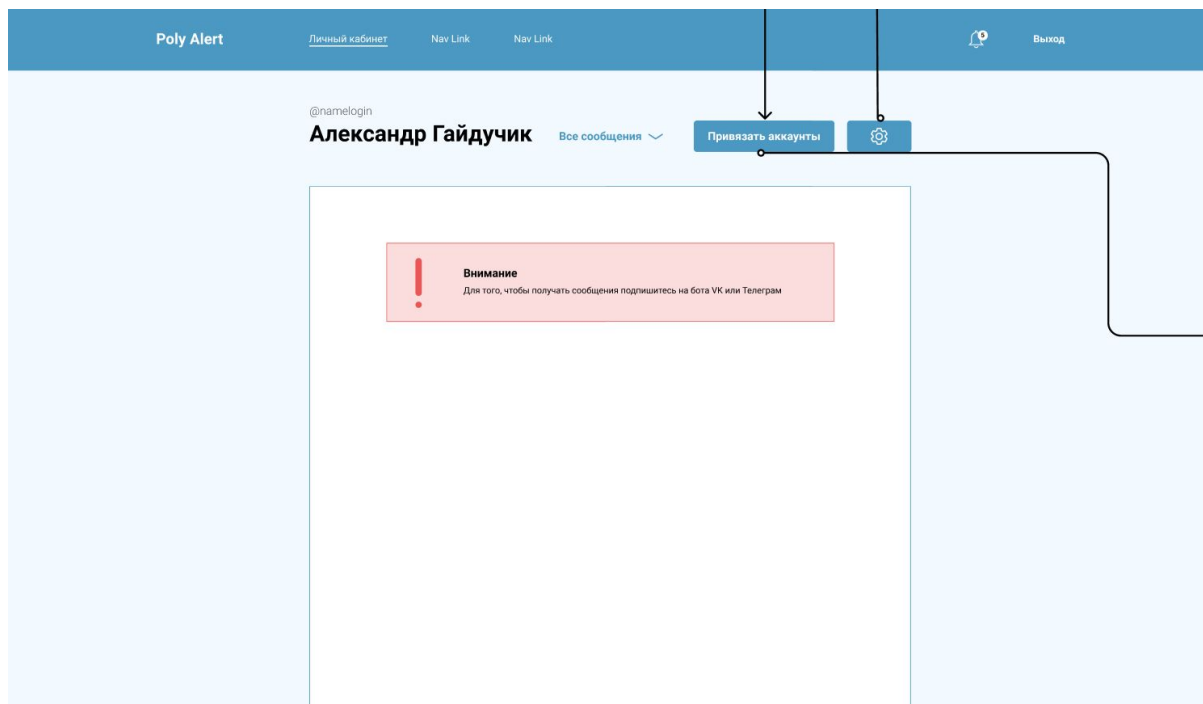 Poly Alert Личный кабинет Nav Link Nav Link 5 Выход
@namelogin
Александр Гайдучик Все сообщения Привязать аккаунты
Внимание
Для того, чтобы получать сообщения подпишитесь на бота VK или Телеграм